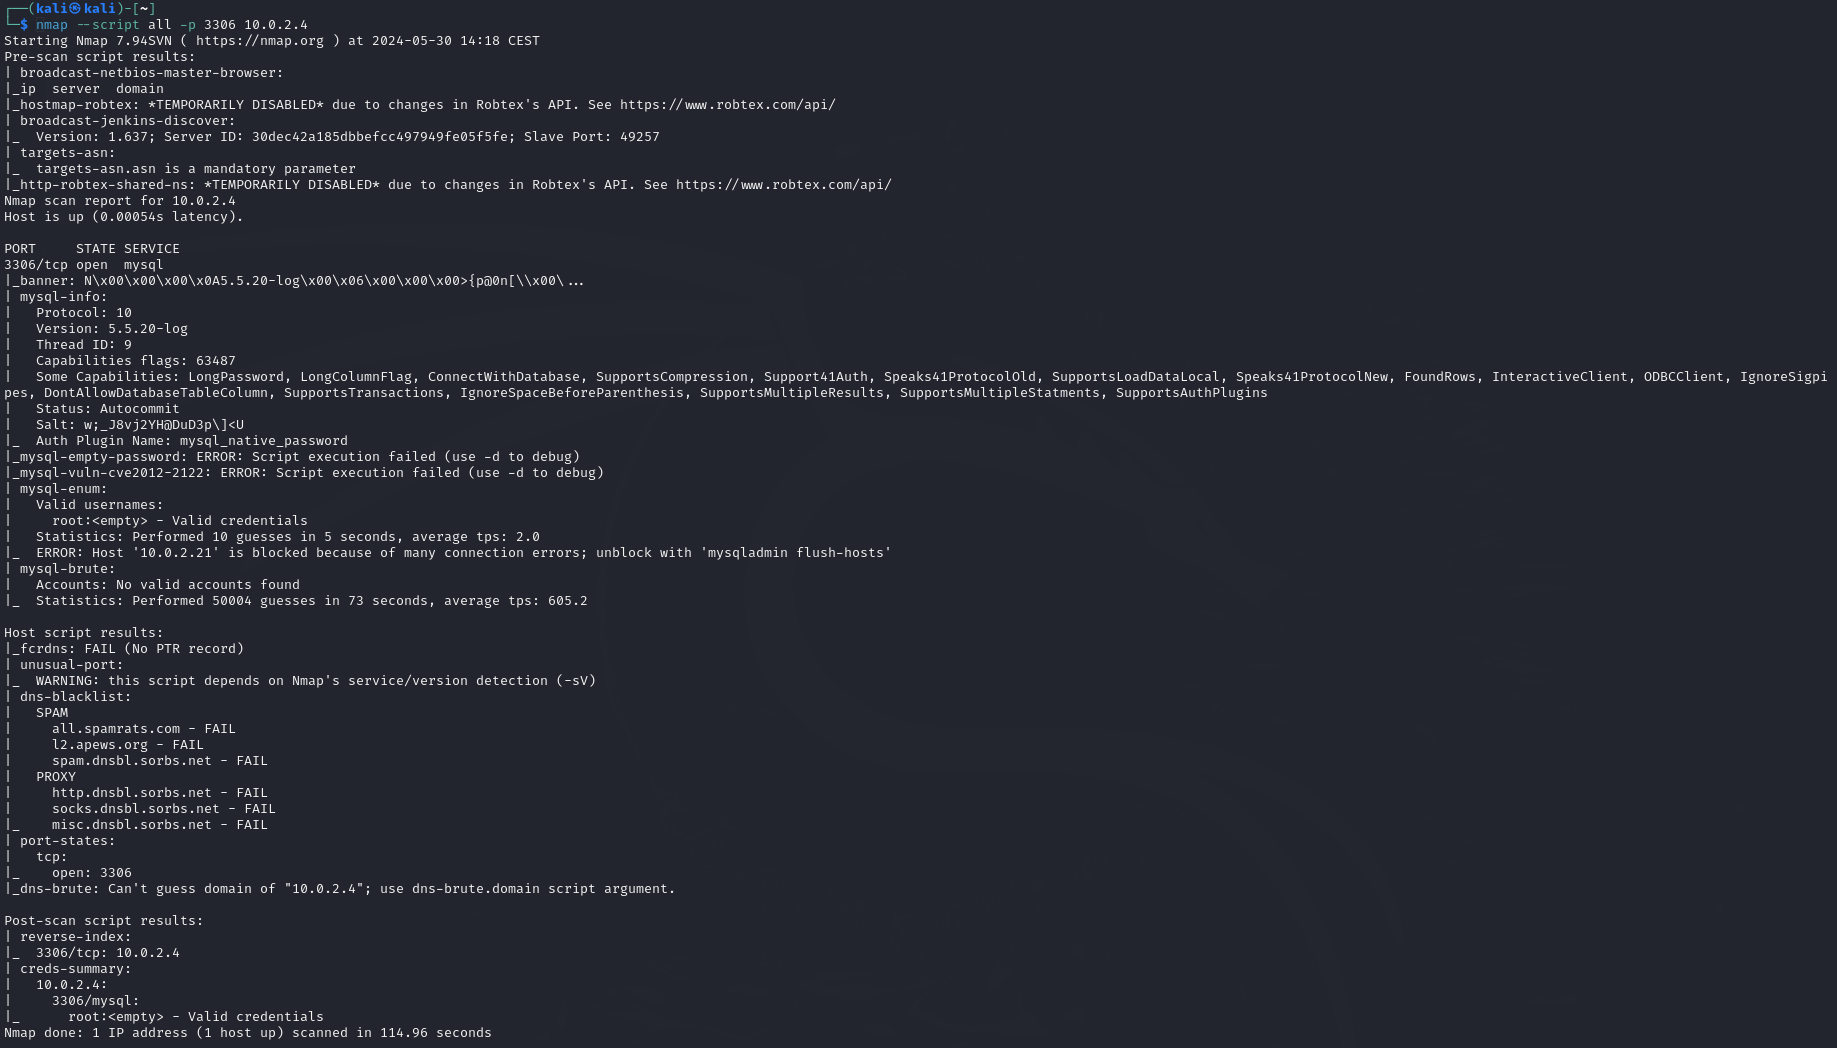 ┌──(kali㉿kali)-[~]
└─$ nmap --script all -p 3306 10.0.2.4
Starting Nmap 7.94SVN ( https://nmap.org ) at 2024-05-30 14:18 CEST
Pre-scan script results:
| broadcast-netbios-master-browser:
|_ip  server  domain
|_hostmap-robtex: *TEMPORARILY DISABLED* due to changes in Robtex's API. See https://www.robtex.com/api/
| broadcast-jenkins-discover:
|_  Version: 1.637; Server ID: 30dec42a185dbbefcc497949fe05f5fe; Slave Port: 49257
| targets-asn:
|_  targets-asn.asn is a mandatory parameter
|_http-robtex-shared-ns: *TEMPORARILY DISABLED* due to changes in Robtex's API. See https://www.robtex.com/api/
Nmap scan report for 10.0.2.4
Host is up (0.00054s latency).

PORT     STATE SERVICE
3306/tcp open  mysql
|_banner: N\x00\x00\x00\x0A5.5.20-log\x00\x06\x00\x00\x00>{p@0n[\\x00\...
| mysql-info:
|   Protocol: 10
|   Version: 5.5.20-log
|   Thread ID: 9
|   Capabilities flags: 63487
|   Some Capabilities: LongPassword, LongColumnFlag, ConnectWithDatabase, SupportsCompression, Support41Auth, Speaks41ProtocolOld, SupportsLoadDataLocal, Speaks41ProtocolNew, FoundRows, InteractiveClient, ODBCClient, IgnoreSigpi
pes, DontAllowDatabaseTableColumn, SupportsTransactions, IgnoreSpaceBeforeParenthesis, SupportsMultipleResults, SupportsMultipleStatments, SupportsAuthPlugins
|   Status: Autocommit
|   Salt: w;_J8vj2YH@DuD3p\]<U
|_  Auth Plugin Name: mysql_native_password
|_mysql-empty-password: ERROR: Script execution failed (use -d to debug)
|_mysql-vuln-cve2012-2122: ERROR: Script execution failed (use -d to debug)
| mysql-enum:
|   Valid usernames:
|     root:<empty> - Valid credentials
|   Statistics: Performed 10 guesses in 5 seconds, average tps: 2.0
|_  ERROR: Host '10.0.2.21' is blocked because of many connection errors; unblock with 'mysqladmin flush-hosts'
| mysql-brute:
|   Accounts: No valid accounts found
|_  Statistics: Performed 50004 guesses in 73 seconds, average tps: 605.2

Host script results:
|_fcrdns: FAIL (No PTR record)
| unusual-port:
|_  WARNING: this script depends on Nmap's service/version detection (-sV)
| dns-blacklist:
|   SPAM
|     all.spamrats.com - FAIL
|     l2.apews.org - FAIL
|     spam.dnsbl.sorbs.net - FAIL
|   PROXY
|     http.dnsbl.sorbs.net - FAIL
|     socks.dnsbl.sorbs.net - FAIL
|_    misc.dnsbl.sorbs.net - FAIL
| port-states:
|   tcp:
|_    open: 3306
|_dns-brute: Can't guess domain of "10.0.2.4"; use dns-brute.domain script argument.

Post-scan script results:
| reverse-index:
|_  3306/tcp: 10.0.2.4
| creds-summary:
|   10.0.2.4:
|     3306/mysql:
|_      root:<empty> - Valid credentials
Nmap done: 1 IP address (1 host up) scanned in 114.96 seconds